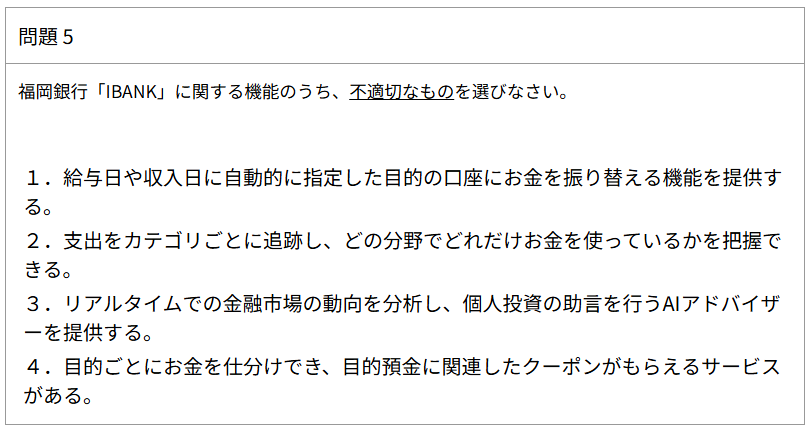 問題５
福岡銀行「IBANK」に関する機能のうち、不適切なものを選びなさい。
１．給与日や収入日に自動的に指定した目的の口座にお金を振り替える機能を提供す
る。
２．支出をカテゴリごとに追跡し、どの分野でどれだけお金を使っているかを把握で
きる。
３．リアルタイムでの金融市場の動向を分析し、個人投資の助言を行うAIアドバイザ
ーを提供する。
４．目的ごとにお金を仕分けでき、目的預金に関連したクーポンがもらえるサービス
がある。